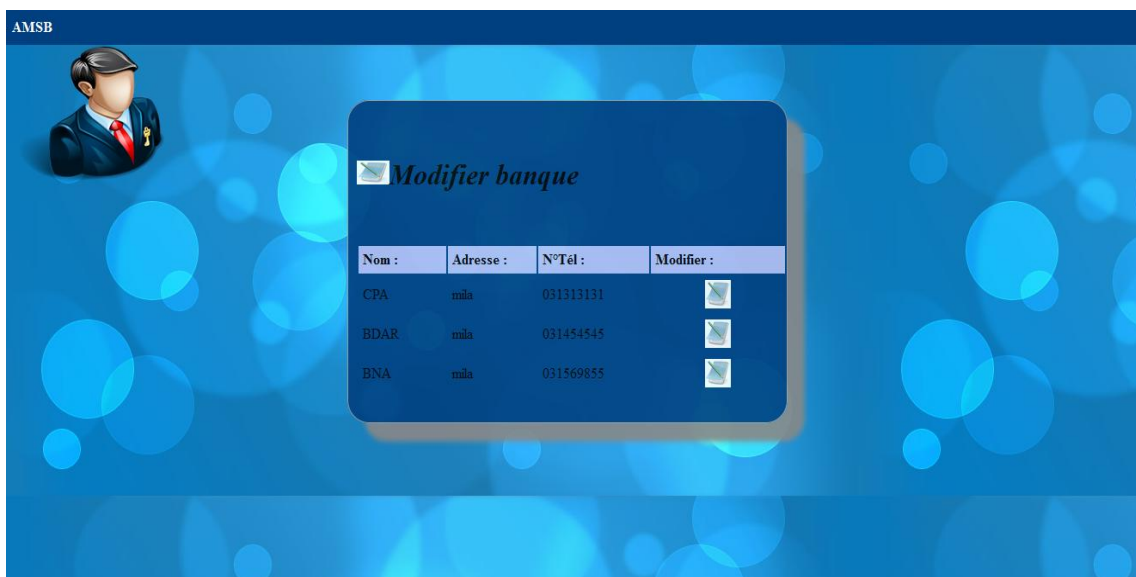 AMSB
Modifier banque
Nom : Adresse : N°Tél : Modifier :
CPA mila 031313131
BDAR mila 031454545
BNA mila 031569855